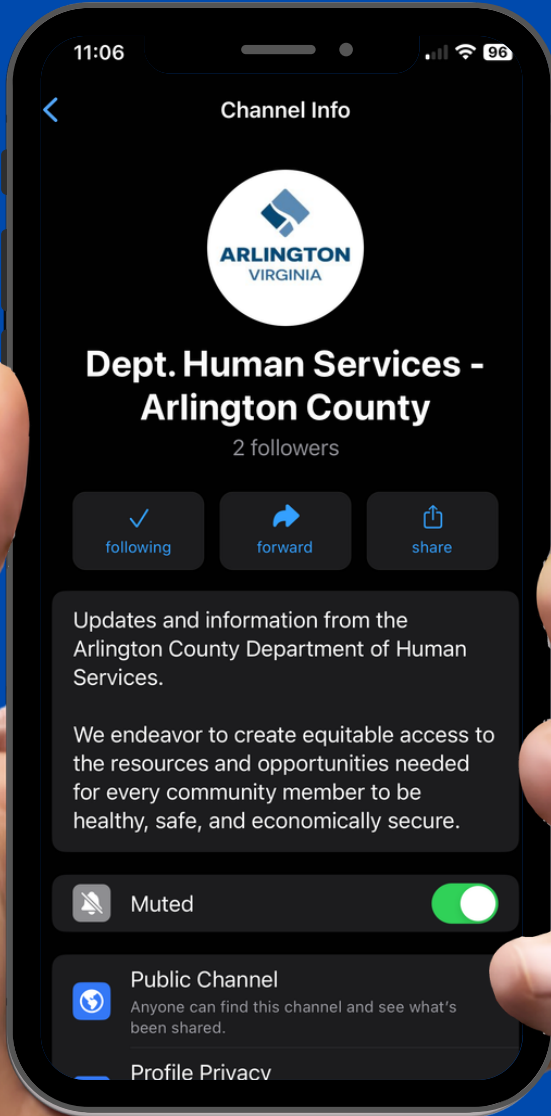 11:06
96
Channel Info
ARLINGTON
VIRGINIA
Dept. Human Services -
Arlington County
2 followers
following
forward
share
Updates and information from the
Arlington County Department of Human
Services.
We endeavor to create equitable access to
the resources and opportunities needed
for every community member to be
healthy, safe, and economically secure.
Muted
Public Channel
Anyone can find this channel and see what's
been shared.
Profile Privacy